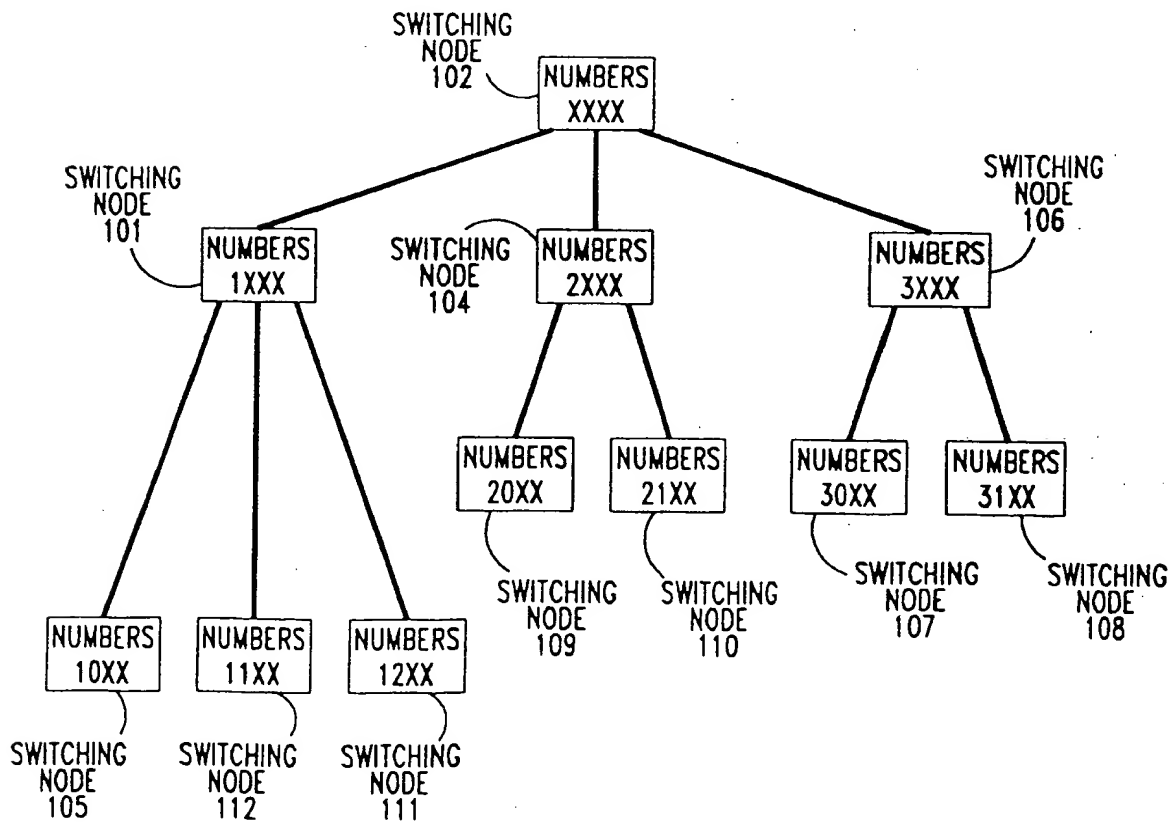 SWITCHING
NODE
102
NUMBERS
XXXX
SWITCHING
NODE
101
NUMBERS
1XXX
SWITCHING
NODE
104
NUMBERS
2XXX
SWITCHING
NODE
106
NUMBERS
3XXX
NUMBERS
20XX
NUMBERS
21XX
NUMBERS
30XX
NUMBERS
31XX
SWITCHING
NODE
109
SWITCHING
NODE
110
SWITCHING
NODE
107
SWITCHING
NODE
108
NUMBERS
10XX
NUMBERS
11XX
NUMBERS
12XX
SWITCHING
NODE
105
SWITCHING
NODE
112
SWITCHING
NODE
111